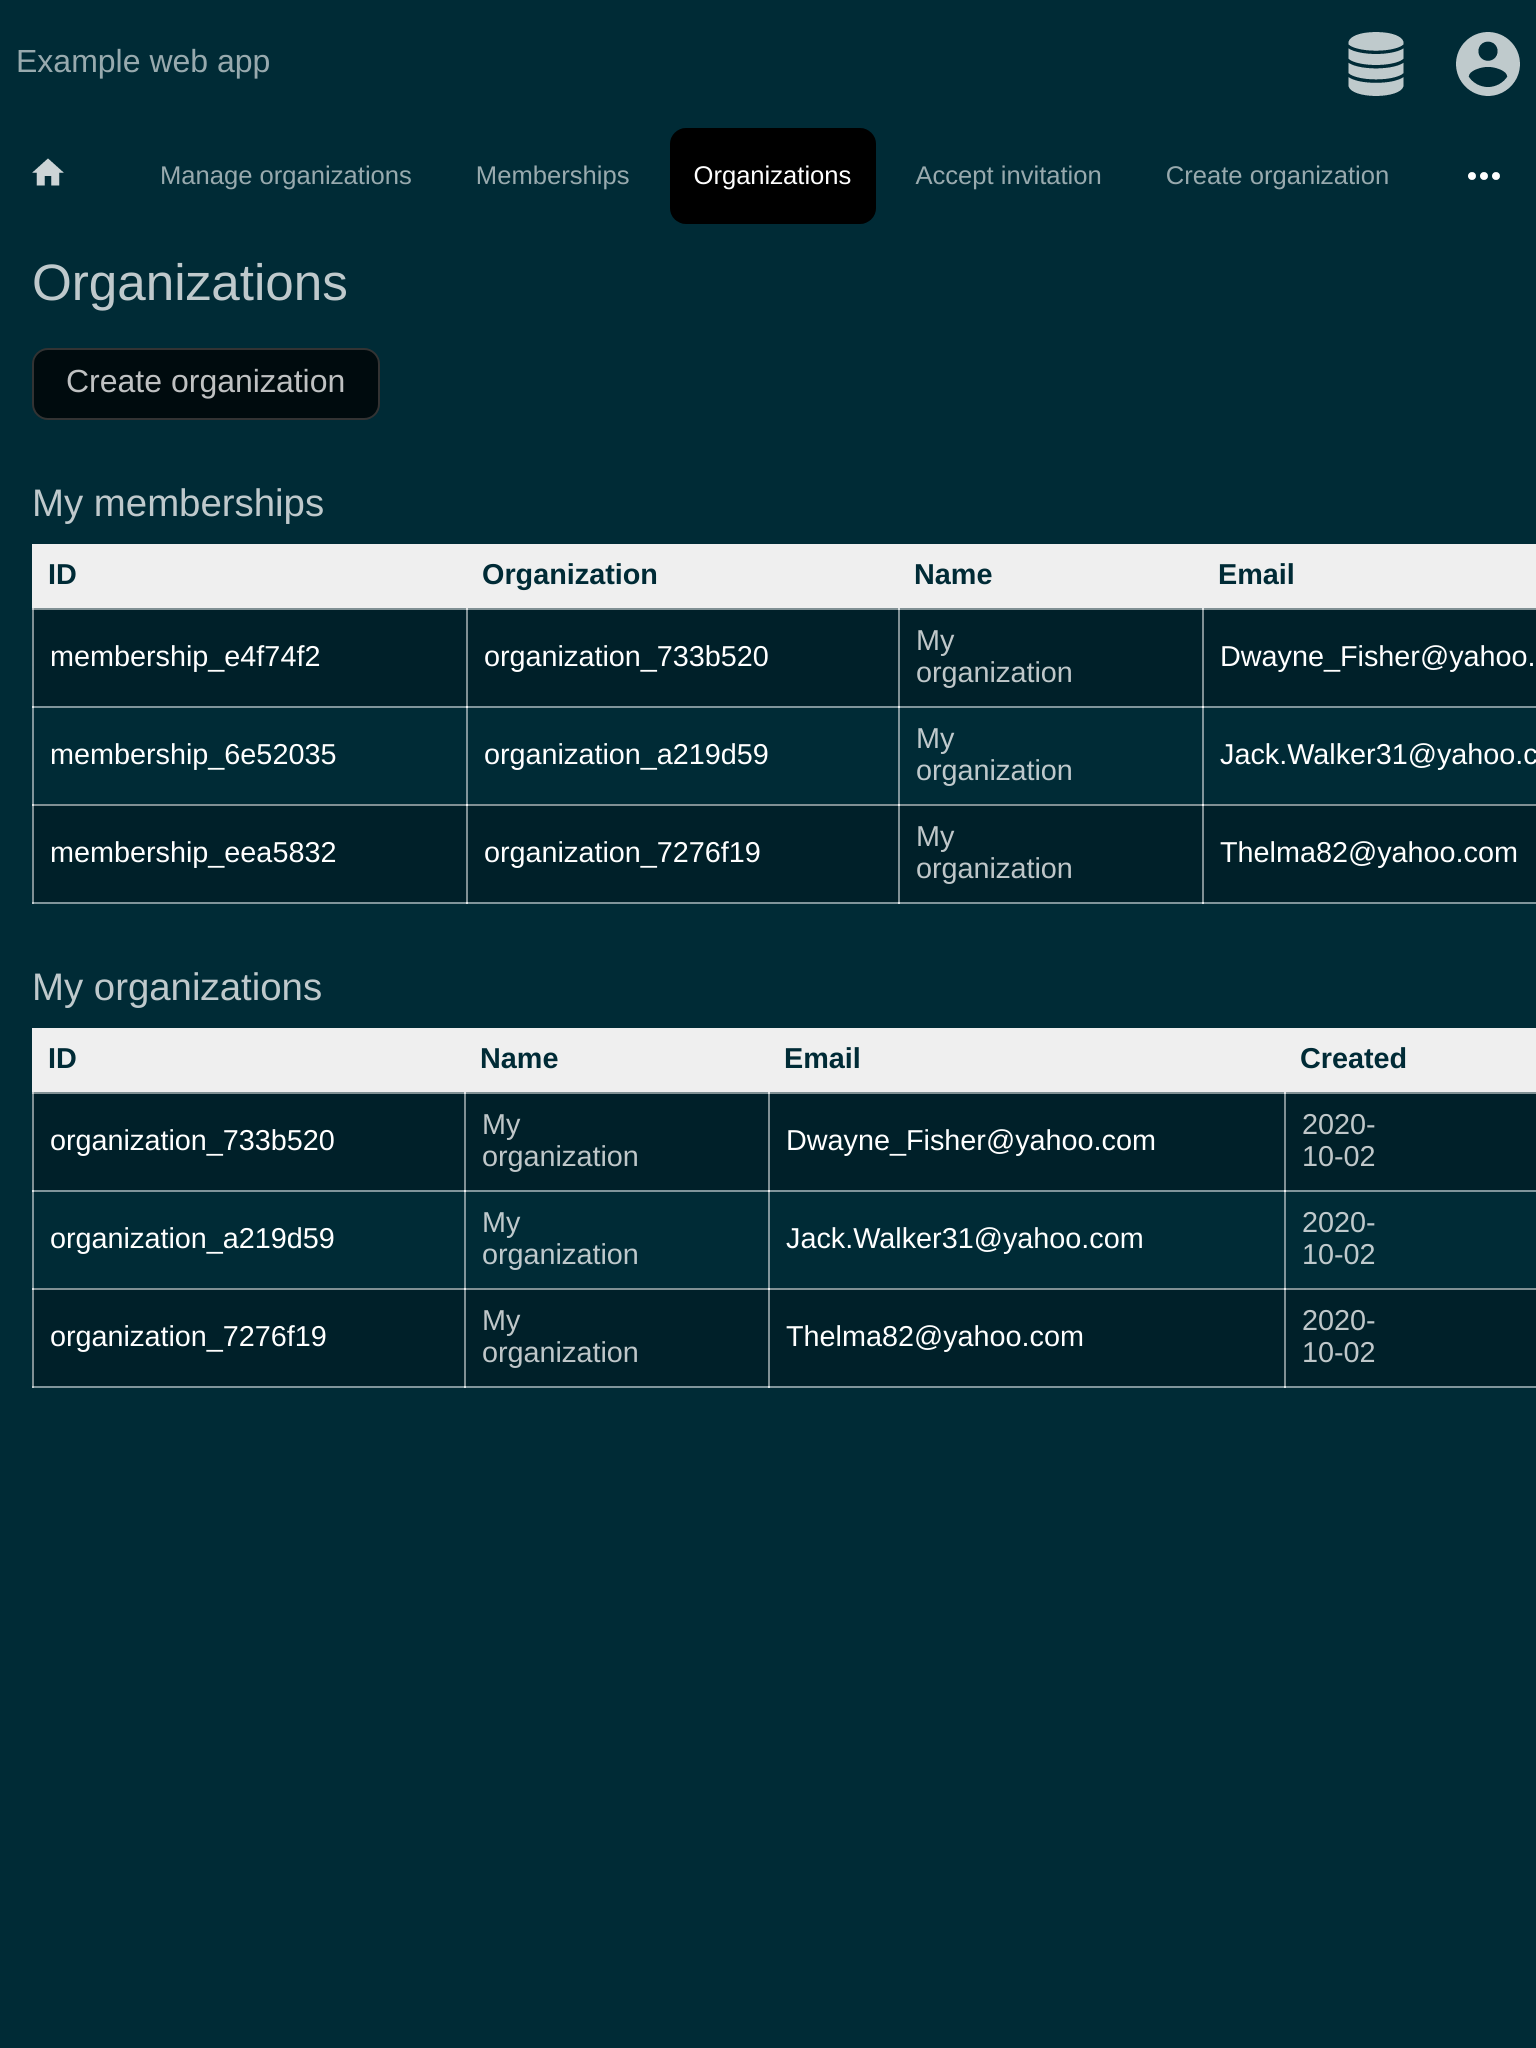 Example web app
Manage organizations Memberships Organizations Accept invitation Create organization
Organizations
Create organization
My memberships
ID Organization Name Email
membership_e4f74f2 organization_733b520 My organization Dwayne_Fisher@yahoo.
membership_6e52035 organization_a219d59 My organization Jack.Walker31@yahoo.c
membership_eea5832 organization_7276f19 My organization Thelma82@yahoo.com
My organizations
ID Name Email Created
organization_733b520 My organization Dwayne_Fisher@yahoo.com 2020-10-02
organization_a219d59 My organization Jack.Walker31@yahoo.com 2020-10-02
organization_7276f19 My organization Thelma82@yahoo.com 2020-10-02